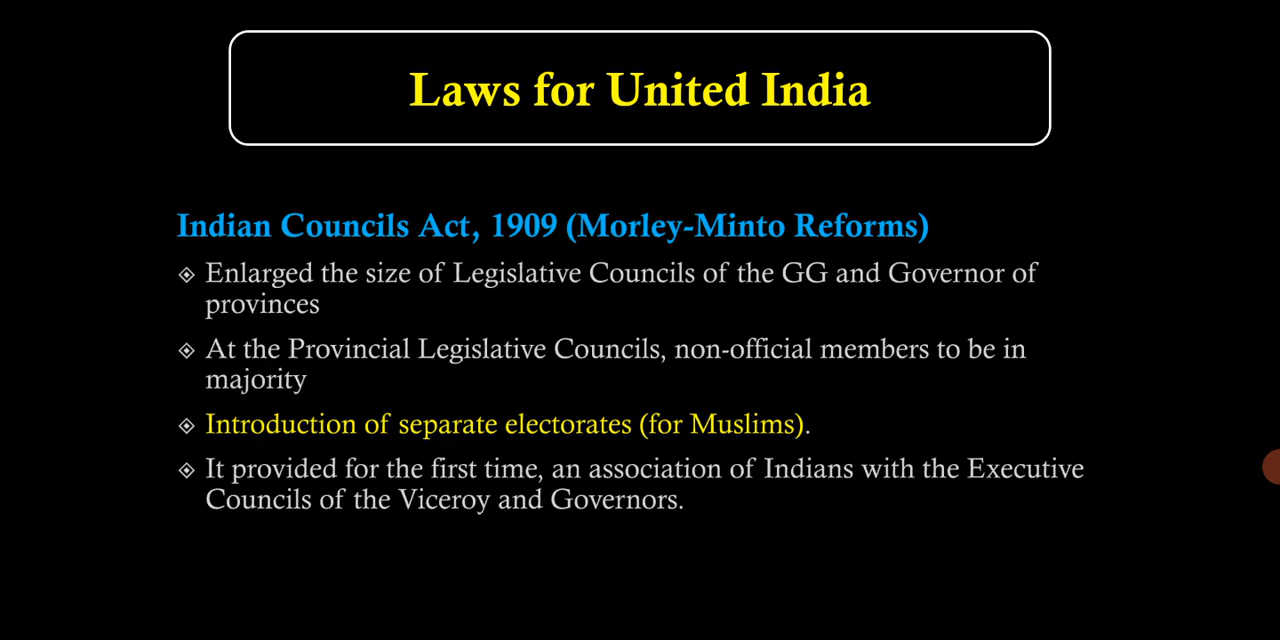 Laws for United India
Indian Councils Act, 1909 (Morley-Minto Reforms)
Enlarged the size of Legislative Councils of the GG and Governor of
provinces
At the Provincial Legislative Councils, non-official members to be in
majority
Introduction of separate electorates (for Muslims).
It provided for the first time, an association of Indians with the Executive
Councils of the Viceroy and Governors.